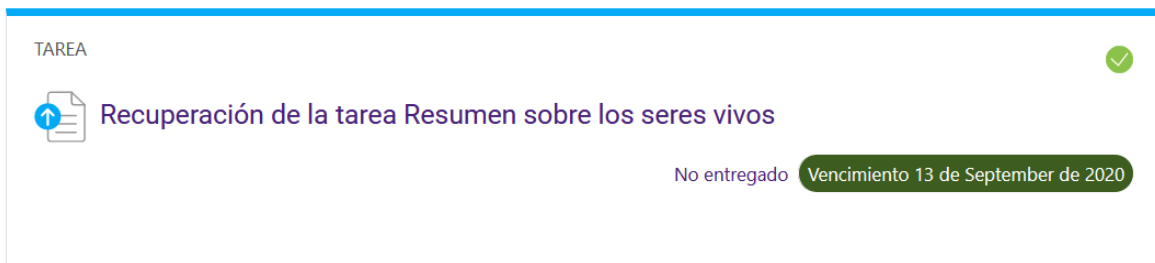 TAREA
Recuperación de la tarea Resumen sobre los seres vivos
No entregado Vencimiento 13 de September de 2020